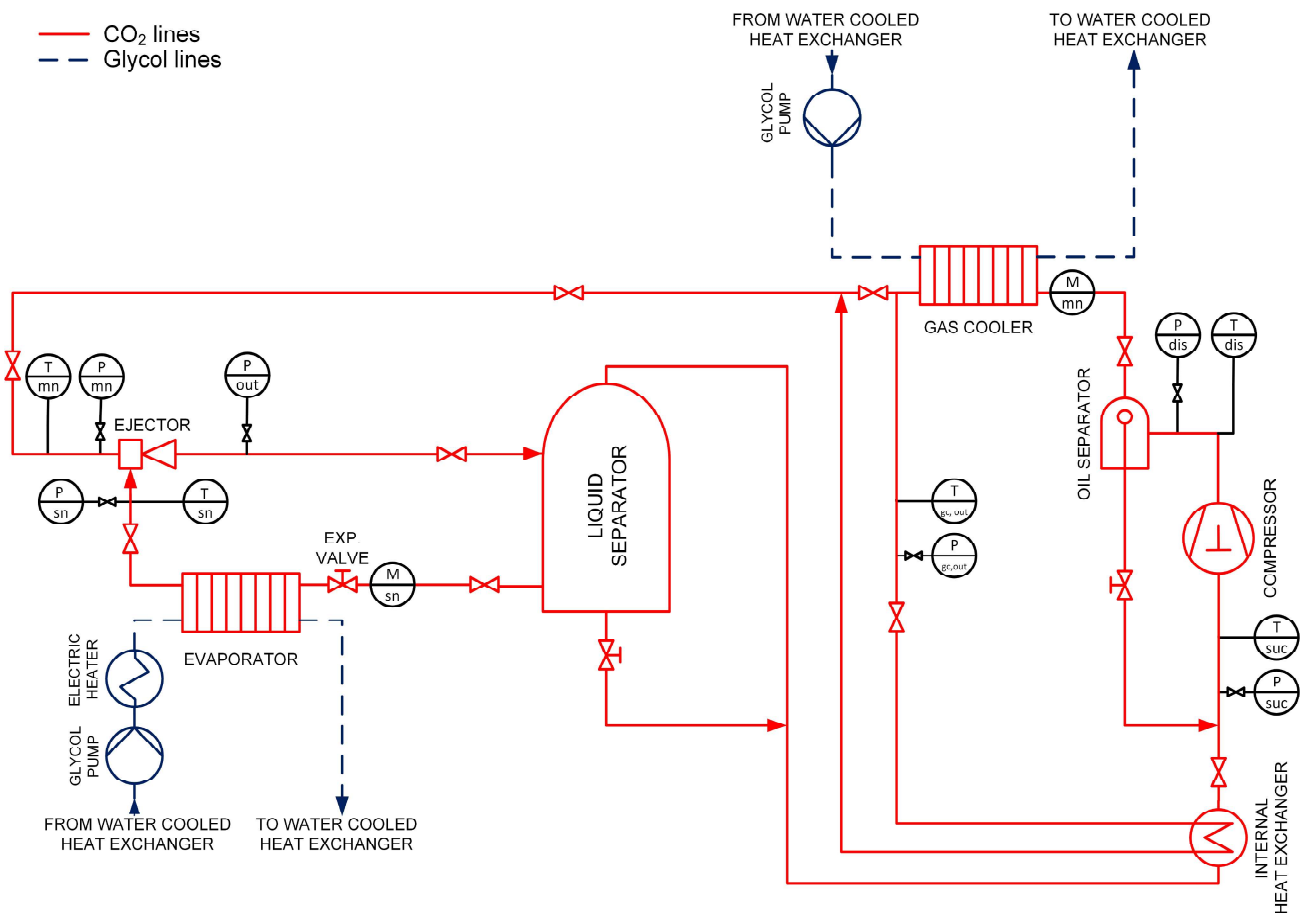 CO₂ lines
Glycol lines
FROM WATER COOLED
HEAT EXCHANGER
TO WATER COOLED
HEAT EXCHANGER
GLYCOL
PUMP
GAS COOLER
M
mn
P
dis
T
dis
OIL SEPARATOR
COMPRESSOR
T
mn
P
mn
P
out
EJECTOR
P
sn
T
sn
LIQUID
SEPARATOR
T
gc, out
P
gc,out
EXP
VALVE
M
sn
EVAPORATOR
ELECTRIC
HEATER
GLYCOL
PUMP
FROM WATER COOLED
HEAT EXCHANGER
TO WATER COOLED
HEAT EXCHANGER
T
suc
P
suc
INTERNAL
HEAT EXCHANGER